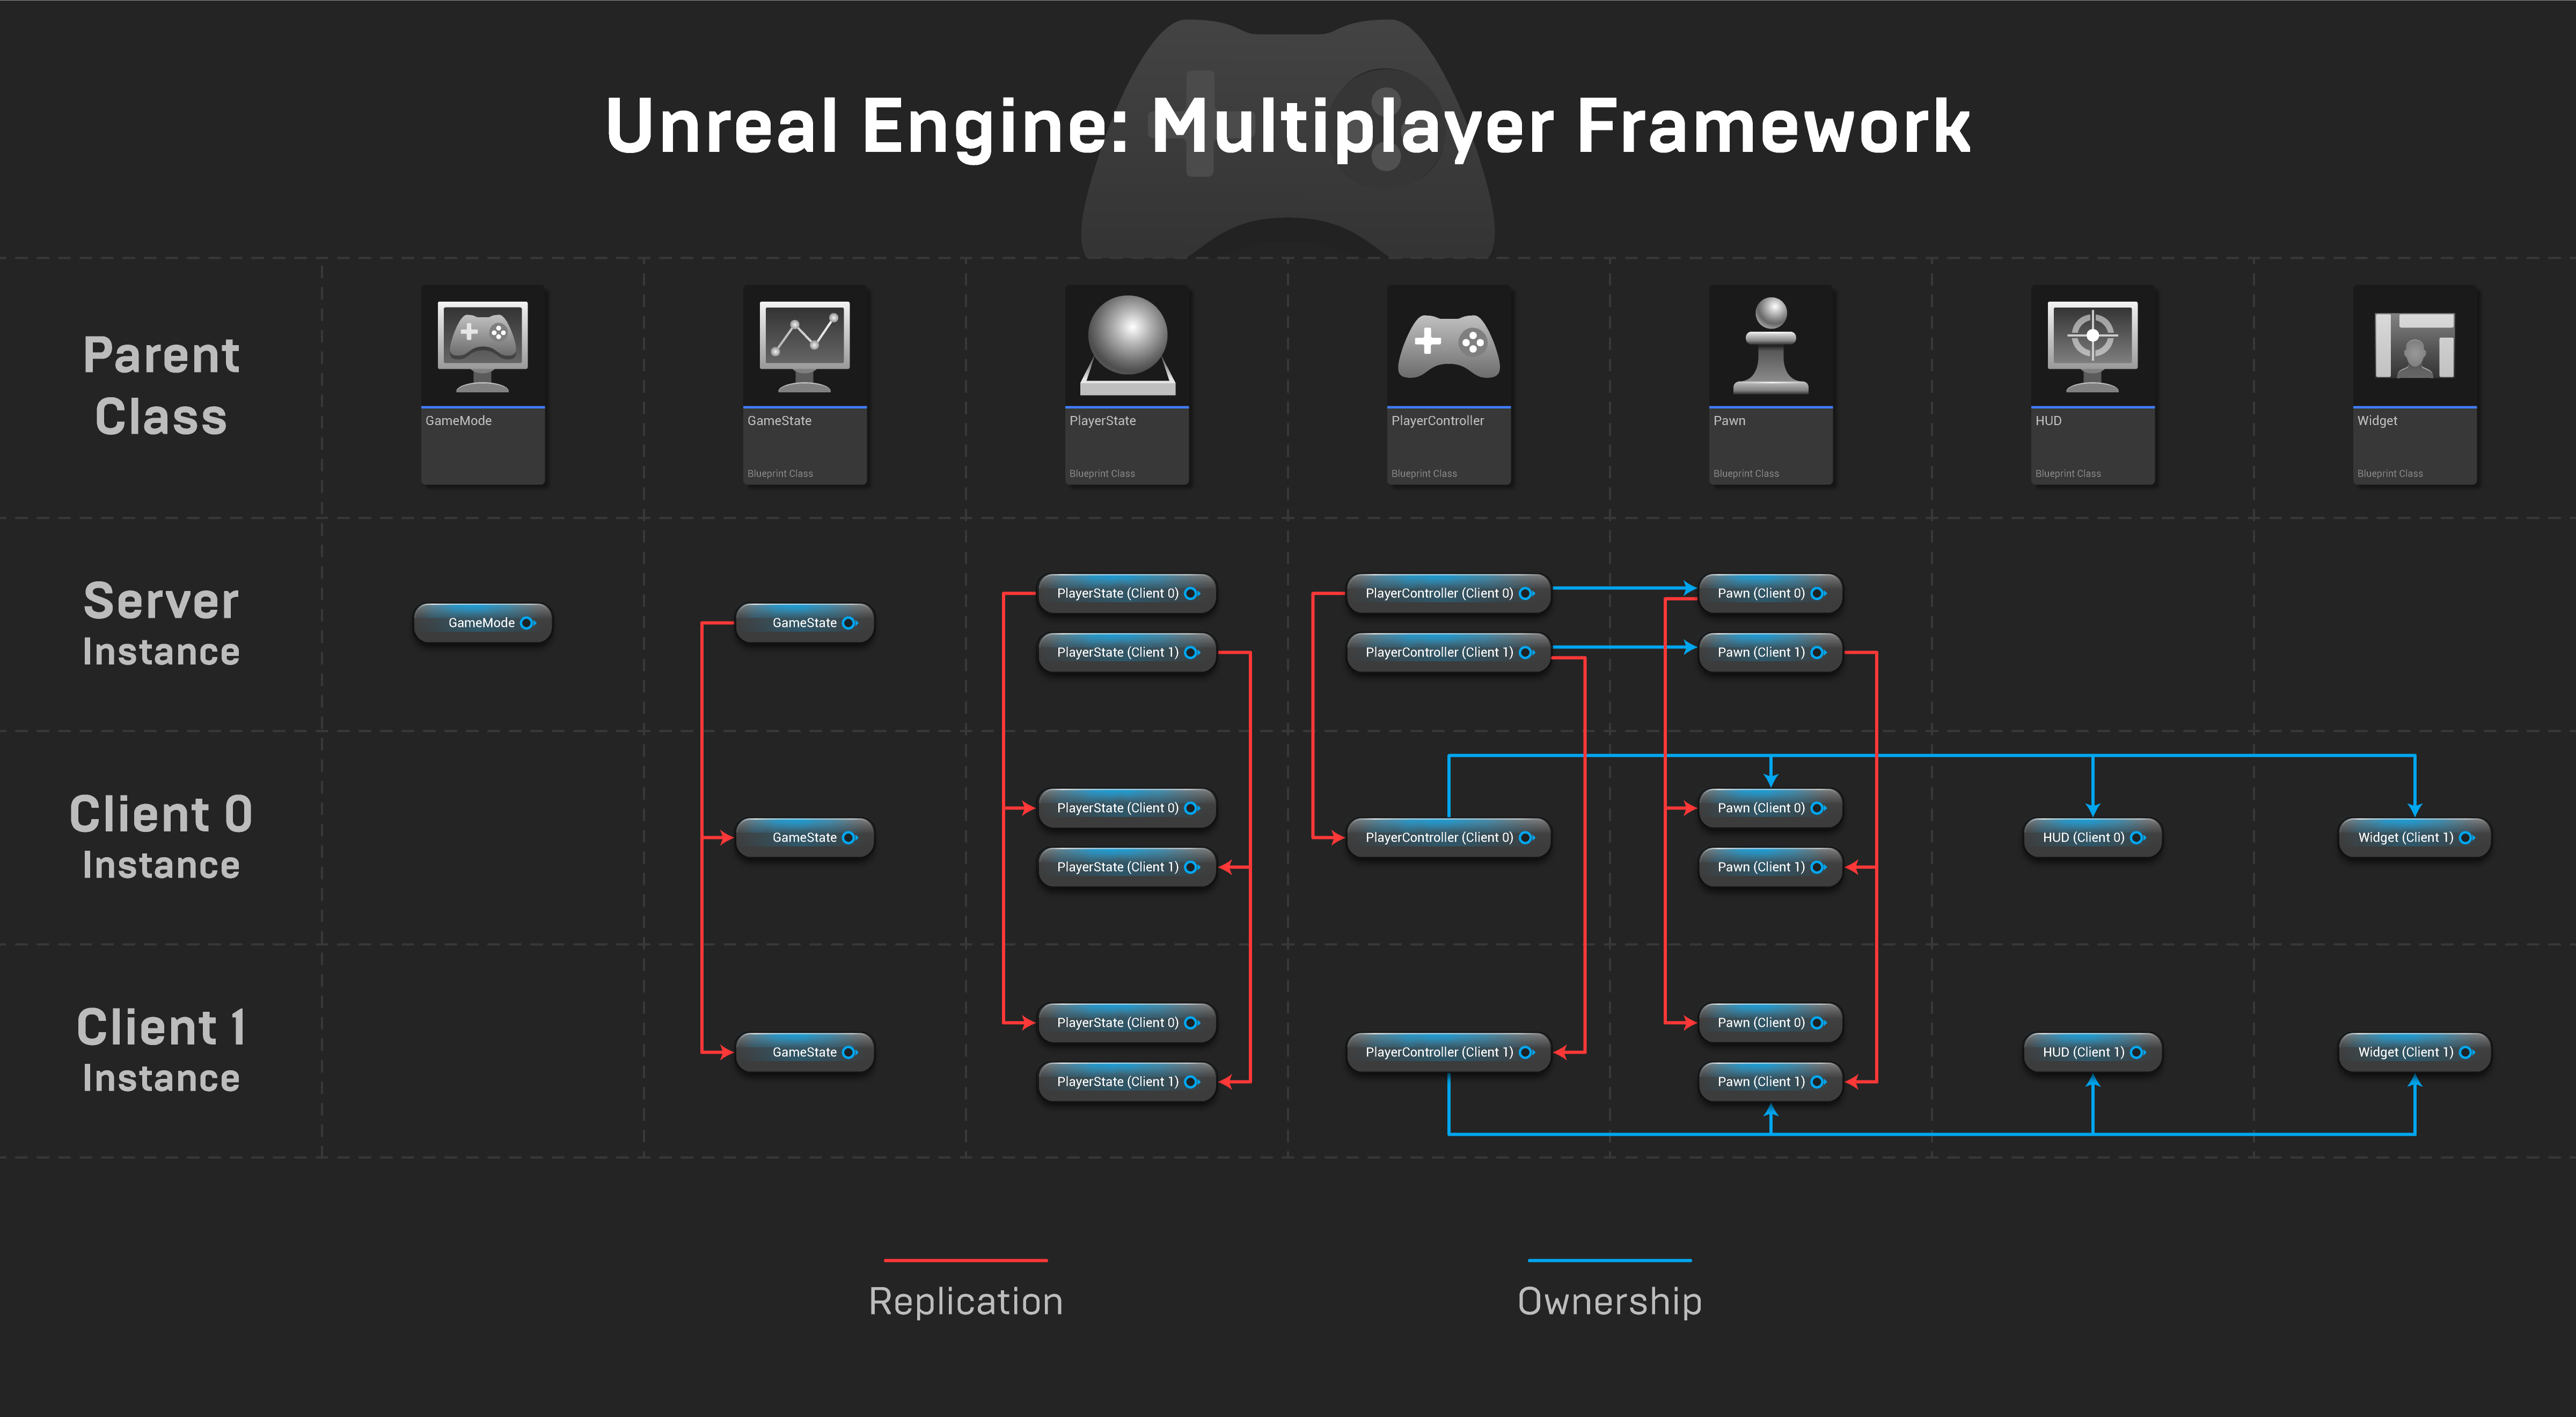 Unreal Engine: Multiplayer Framework
Parent
Class
GameMode
GameState
Blueprint Class
PlayerState
Blueprint Class
PlayerController
Blueprint Class
Pawn
Blueprint Class
HUD
Blueprint Class
Widget
Blueprint Class
Server
Instance
GameMode
GameState
PlayerState (Client 0)
PlayerState (Client 1)
PlayerController (Client 0)
PlayerController (Client 1)
Pawn (Client 0)
Pawn (Client 1)
Client 0
Instance
GameState
PlayerState (Client 0)
PlayerState (Client 1)
PlayerController (Client 0)
Pawn (Client 0)
Pawn (Client 1)
HUD (Client 0)
Widget (Client 1)
Client 1
Instance
GameState
PlayerState (Client 0)
PlayerState (Client 1)
PlayerController (Client 1)
Pawn (Client 0)
Pawn (Client 1)
HUD (Client 1)
Widget (Client 1)
Replication
Ownership